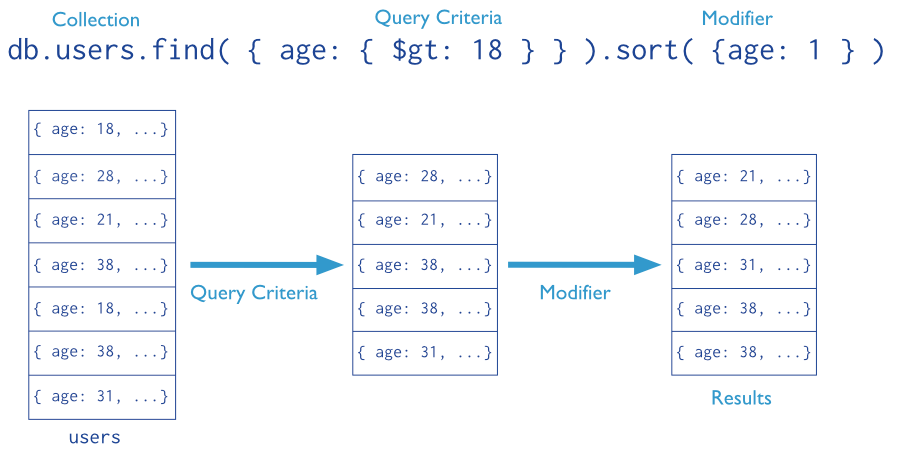 Collection Query Criteria Modifier
db.users.find( { age: { $gt: 18 } } ).sort( {age: 1 } )
{ age: 18, ...}
{ age: 28, ...}
{ age: 21, ...}
{ age: 38, ...}
{ age: 18, ...}
{ age: 38, ...}
{ age: 31, ...}
users
Query Criteria
{ age: 28, ...}
{ age: 21, ...}
{ age: 38, ...}
{ age: 38, ...}
{ age: 31, ...}
Modifier
{ age: 21, ...}
{ age: 28, ...}
{ age: 31, ...}
{ age: 38, ...}
{ age: 38, ...}
Results